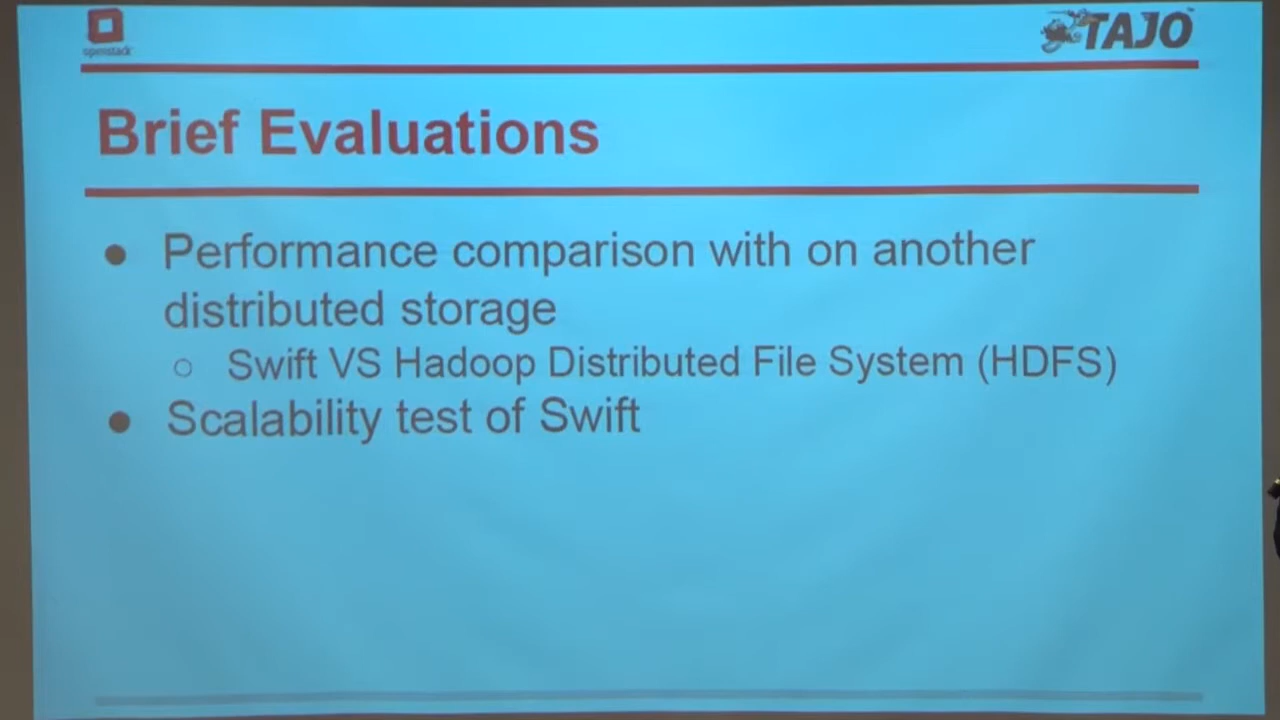 openstack
TAJO™
Brief Evaluations
● Performance comparison with on another
distributed storage
○ Swift VS Hadoop Distributed File System (HDFS)
● Scalability test of Swift